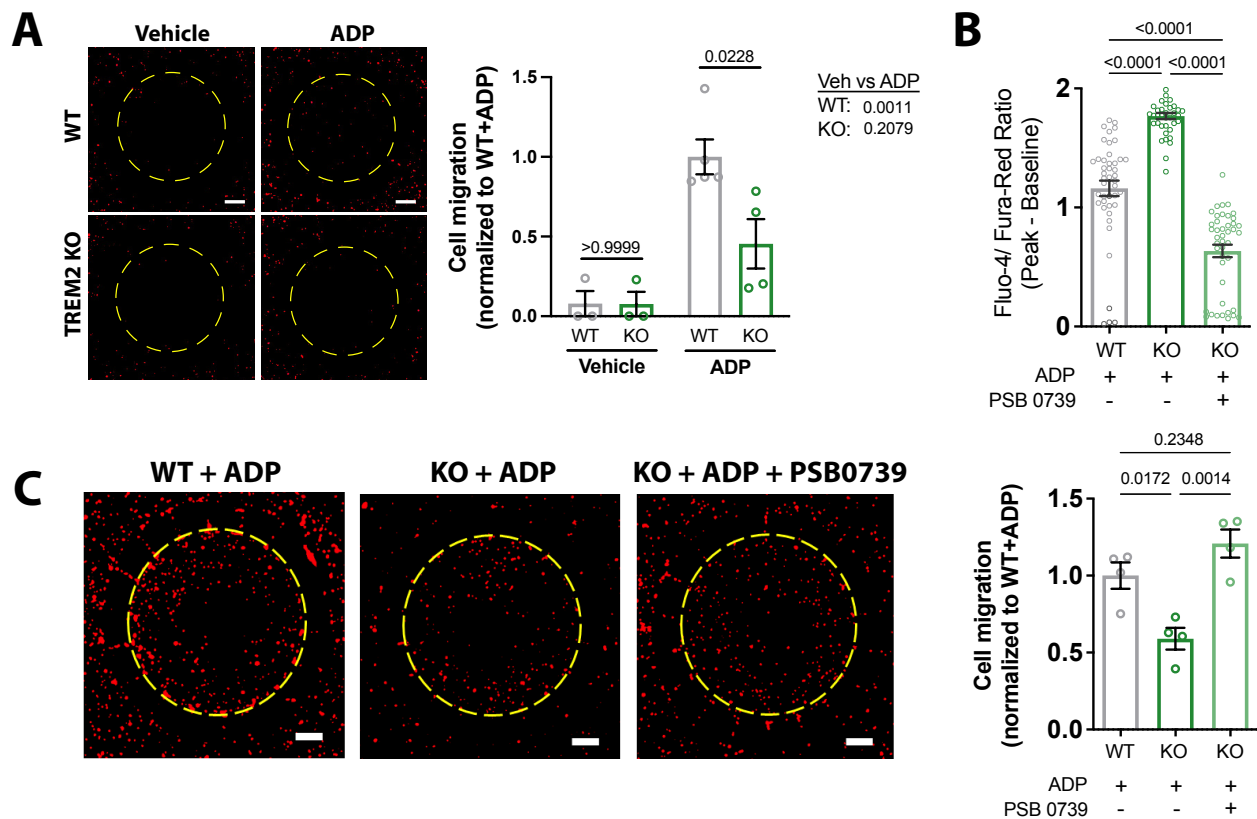 A
Vehicle
ADP
WT
TREM2 KO
Cell migration
(normalized to WT+ADP)
1.5
1.0
0.5
0.0
>0.9999
0.0228
WT
KO
WT
KO
Vehicle
ADP
Veh vs ADP
WT: 0.0011
KO: 0.2079
B
<0.0001
<0.0001 <0.0001
Fluo-4/ Fura-Red Ratio
(Peak - Baseline)
2
1
0
WT KO KO
ADP + + +
PSB 0739 - - +
C
WT + ADP
KO + ADP
KO + ADP + PSB0739
0.2348
0.0172 0.0014
Cell migration
(normalized to WT+ADP)
1.5
1.0
0.5
0.0
WT KO KO
ADP + + +
PSB 0739 - - +